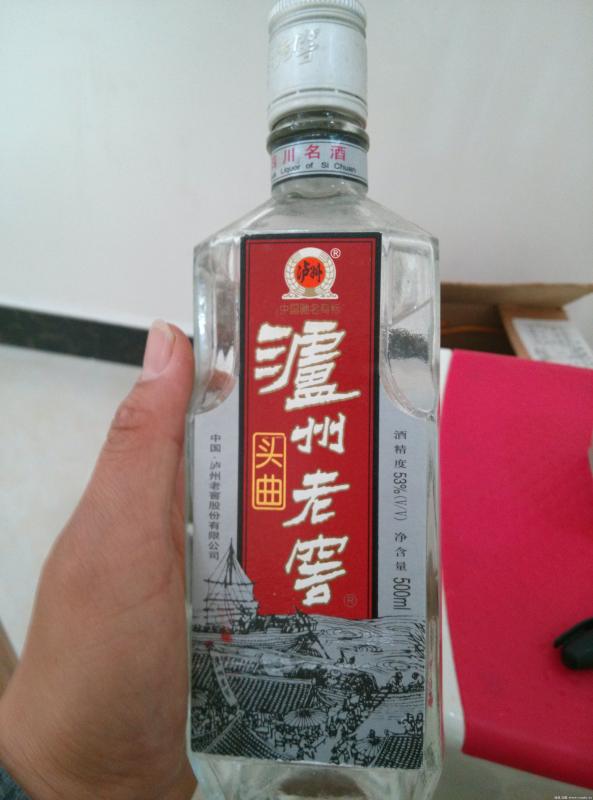 川名酒
Liquor of Si Chuan
®
泸州
中国驰名商标
瀘州老窖
头曲
®
中国·泸州老窖股份有限公司
酒精度53%(V/V) 净含量500ml